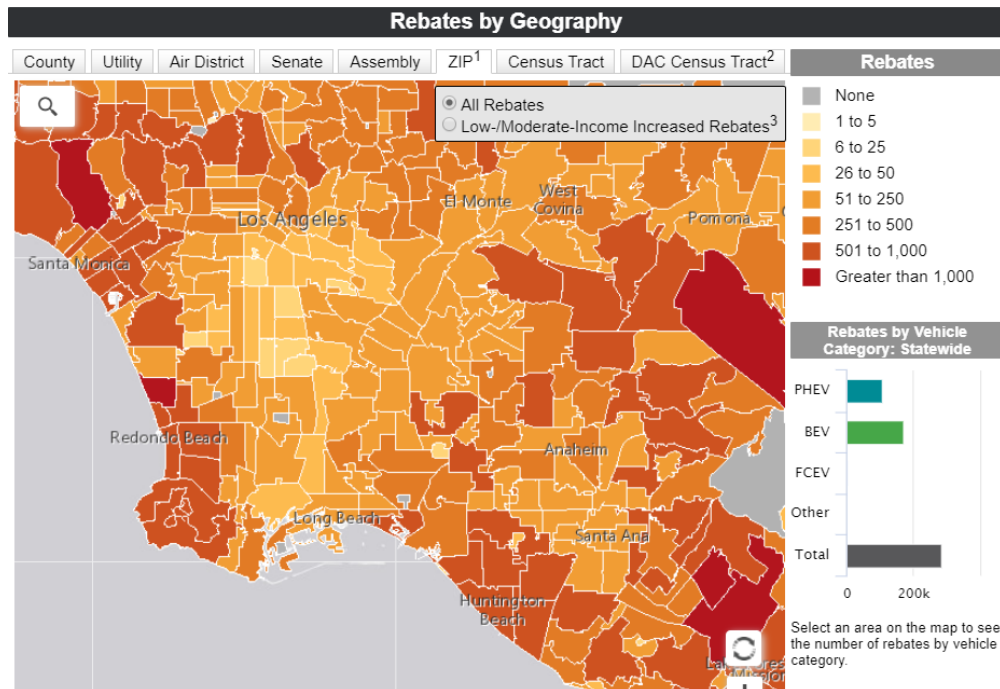 Rebates by Geography
County
Utility
Air District
Senate
Assembly
ZIP1
Census Tract
DAC Census Tract2
All Rebates
Low-/Moderate-Income Increased Rebates3
Los Angeles
El Monte
West
Covina
Pomona
Santa Monica
Redondo Beach
Anaheim
Long Beach
Santa Ana
Huntington
Beach
Rebates
None
1 to 5
6 to 25
26 to 50
51 to 250
251 to 500
501 to 1,000
Greater than 1,000
Rebates by Vehicle
Category: Statewide
PHEV
BEV
FCEV
Other
Total
0
200k
Select an area on the map to see
the number of rebates by vehicle
category.